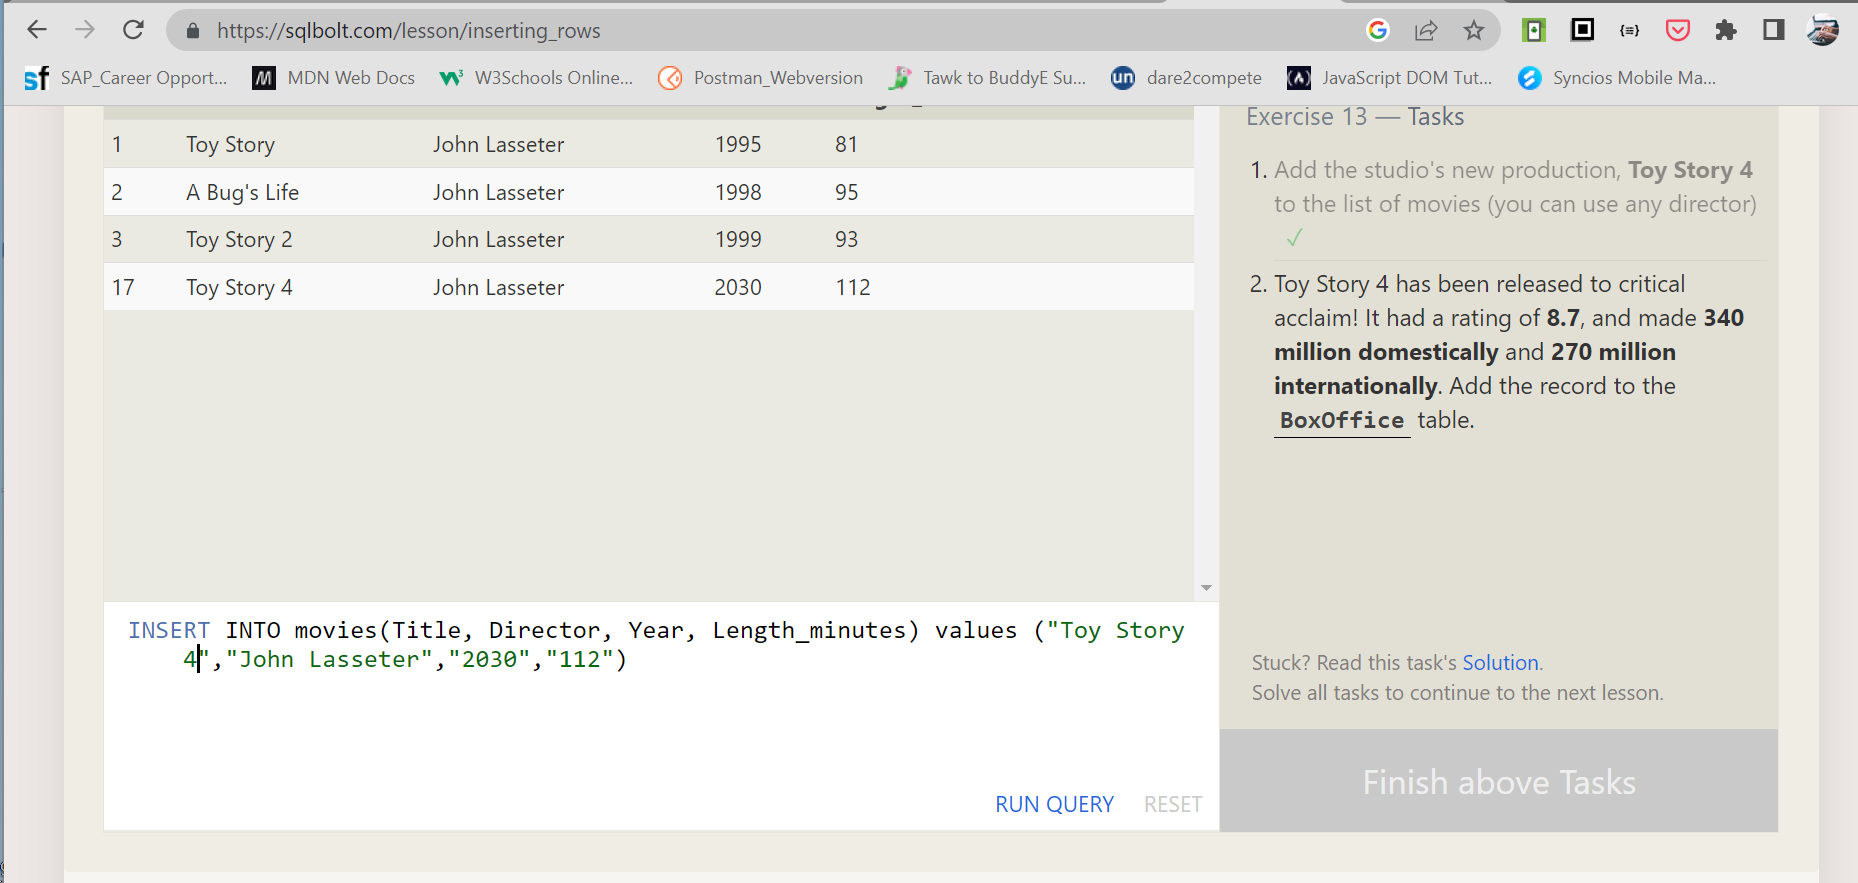 https://sqlbolt.com/lesson/inserting_rows
SAP_Career Opport... MDN Web Docs W3Schools Online... Postman_Webversion Tawk to BuddyE Su... dare2compete JavaScript DOM Tut... Syncios Mobile Ma...
1 Toy Story John Lasseter 1995 81
2 A Bug's Life John Lasseter 1998 95
3 Toy Story 2 John Lasseter 1999 93
17 Toy Story 4 John Lasseter 2030 112
INSERT INTO movies(Title, Director, Year, Length_minutes) values ("Toy Story
4","John Lasseter","2030","112")
RUN QUERY RESET
Exercise 13 — Tasks
1. Add the studio's new production, Toy Story 4
to the list of movies (you can use any director)
✓
2. Toy Story 4 has been released to critical
acclaim! It had a rating of 8.7, and made 340
million domestically and 270 million
internationally. Add the record to the
BoxOffice table.
Stuck? Read this task's Solution.
Solve all tasks to continue to the next lesson.
Finish above Tasks